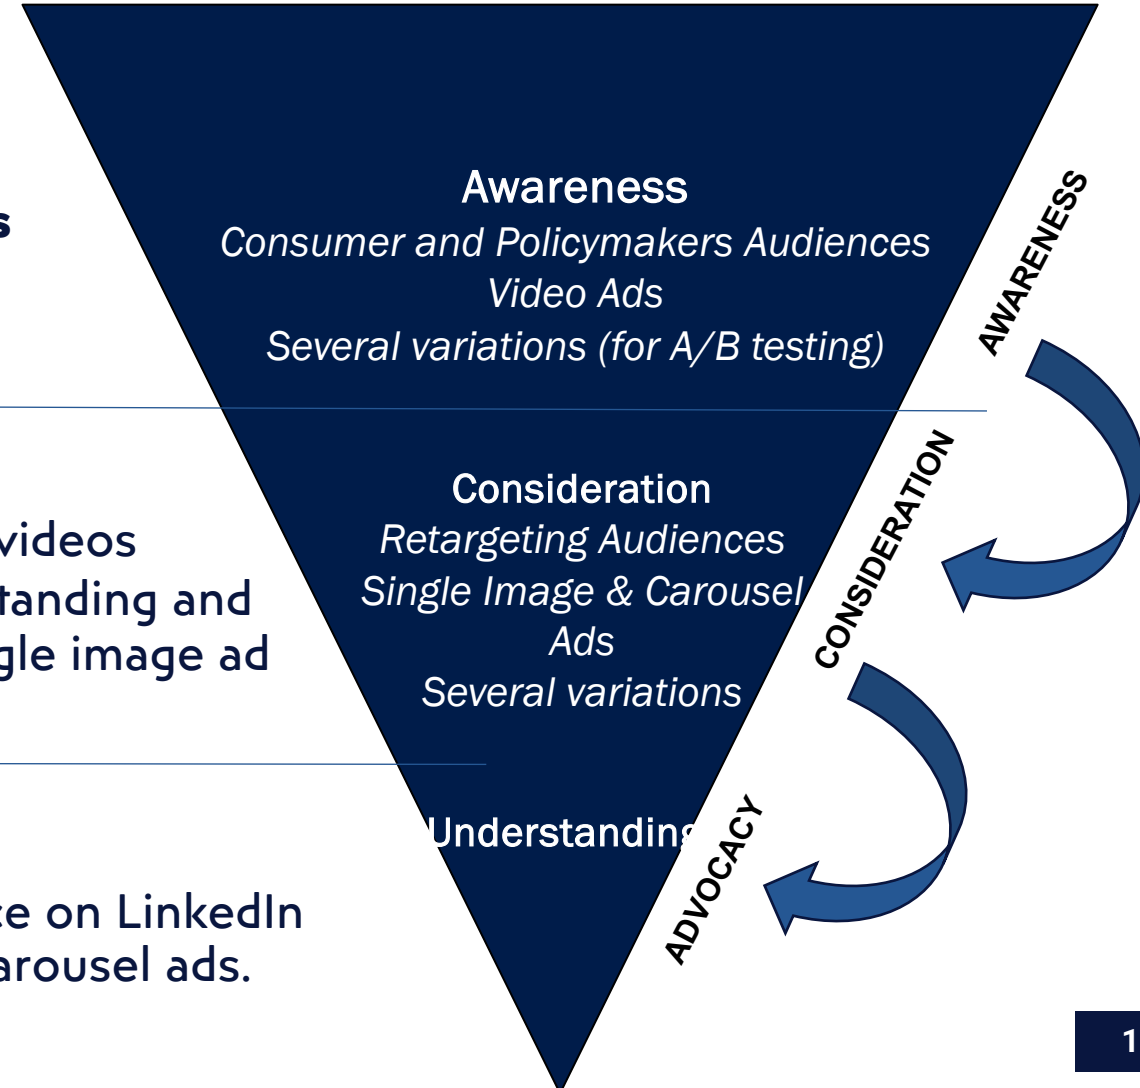 Awareness
Consumer and Policymakers Audiences
Video Ads
Several variations (for A/B testing)
AWARENESS
Consideration
Retargeting Audiences
Single Image & Carousel
Ads
Several variations
CONSIDERATION
videos
tanding and
gle image ad
Understanding
ADVOCACY
ce on LinkedIn
arousel ads.
1